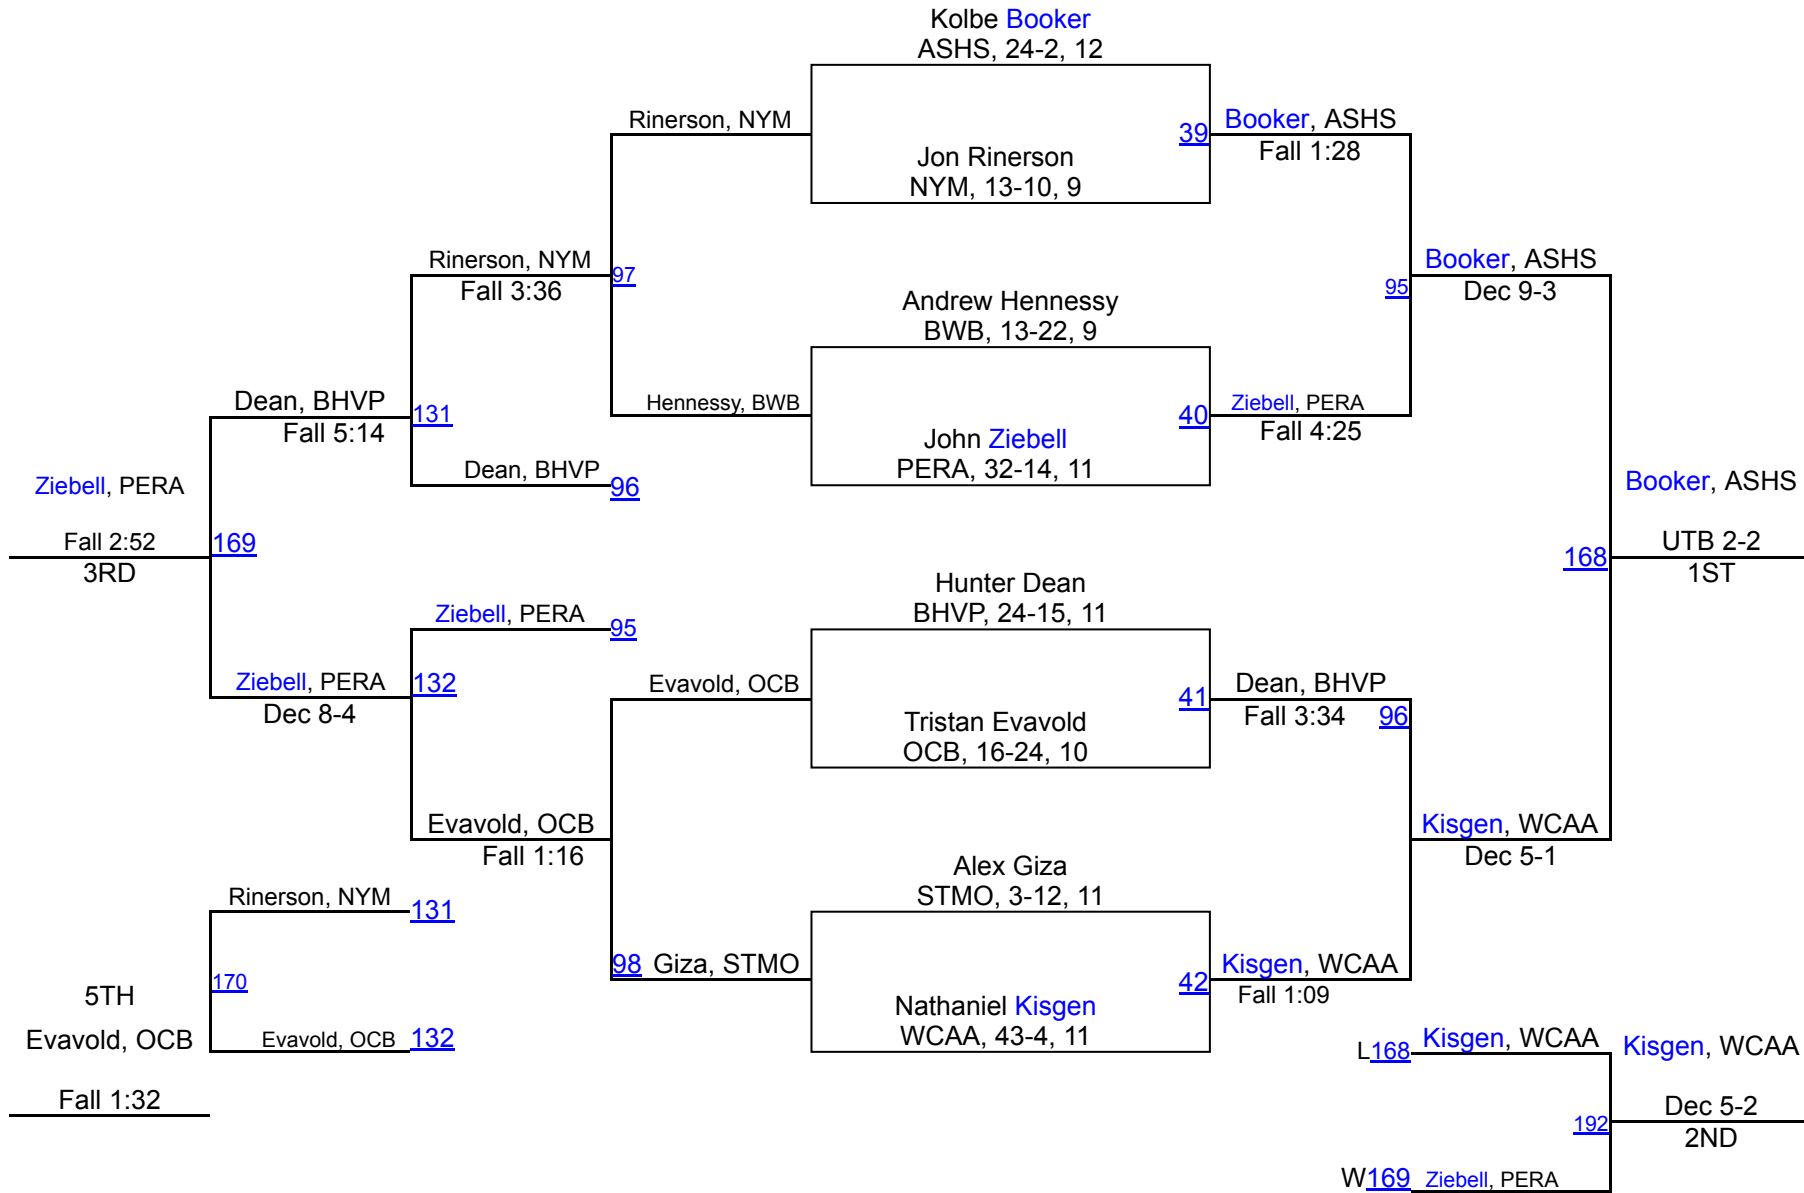 Kolbe Booker
ASHS, 24-2, 12
Rinerson, NYM
39
Booker, ASHS
Fall 1:28
Jon Rinerson
NYM, 13-10, 9
Rinerson, NYM
Fall 3:36
97
Andrew Hennessy
BWB, 13-22, 9
95
Booker, ASHS
Dec 9-3
Dean, BHVP
Fall 5:14
131
Hennessy, BWB
40
Ziebell, PERA
Fall 4:25
John Ziebell
PERA, 32-14, 11
Dean, BHVP
96
Ziebell, PERA
Fall 2:52
3RD
169
Booker, ASHS
168
UTB 2-2
1ST
Hunter Dean
BHVP, 24-15, 11
Ziebell, PERA
95
Ziebell, PERA
Dec 8-4
132
Evavold, OCB
41
Dean, BHVP
Fall 3:34
96
Tristan Evavold
OCB, 16-24, 10
Evavold, OCB
Fall 1:16
Kisgen, WCAA
Dec 5-1
Alex Giza
STMO, 3-12, 11
Rinerson, NYM
131
98
Giza, STMO
42
Kisgen, WCAA
Fall 1:09
Nathaniel Kisgen
WCAA, 43-4, 11
170
5TH
Evavold, OCB
Evavold, OCB
132
Fall 1:32
L168
Kisgen, WCAA
Kisgen, WCAA
192
Dec 5-2
2ND
W169
Ziebell, PERA